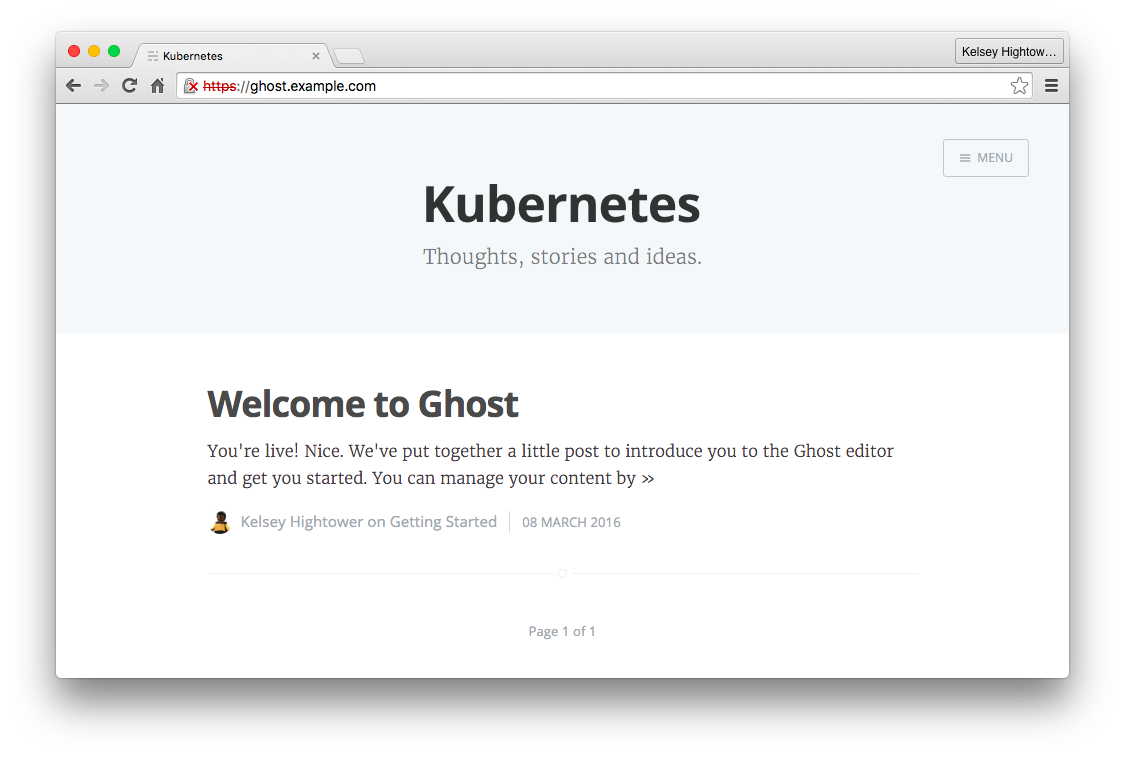 Kubernetes
Kelsey Hightow...
https://ghost.example.com
MENU
Kubernetes
Thoughts, stories and ideas.
Welcome to Ghost
You're live! Nice. We've put together a little post to introduce you to the Ghost editor
and get you started. You can manage your content by »
Kelsey Hightower on Getting Started
08 MARCH 2016
Page 1 of 1